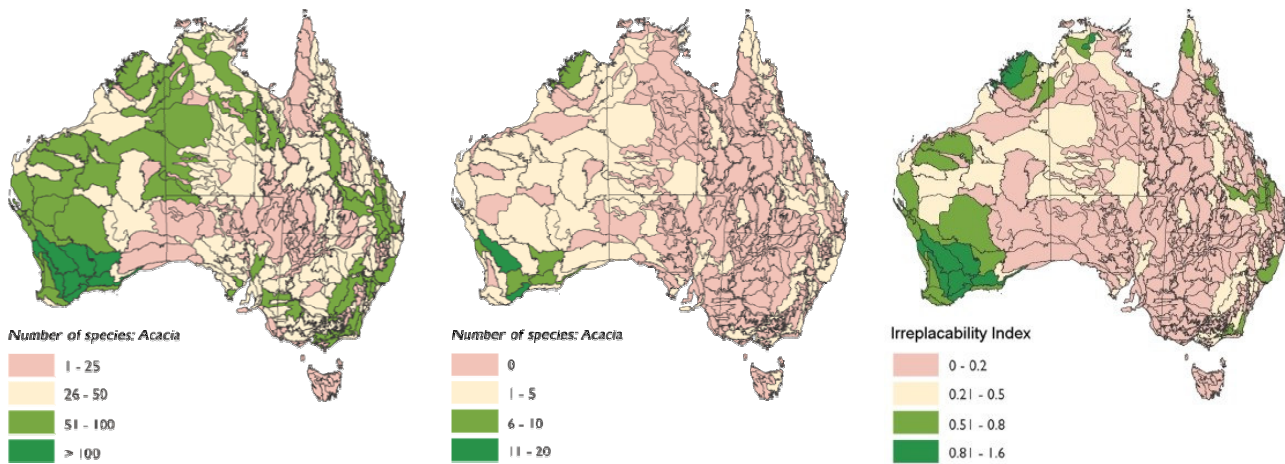 Number of species: Acacia
1 - 25
26 - 50
51 - 100
> 100
Number of species: Acacia
0
1 - 5
6 - 10
11 - 20
Irreplacability Index
0 - 0.2
0.21 - 0.5
0.51 - 0.8
0.81 - 1.6